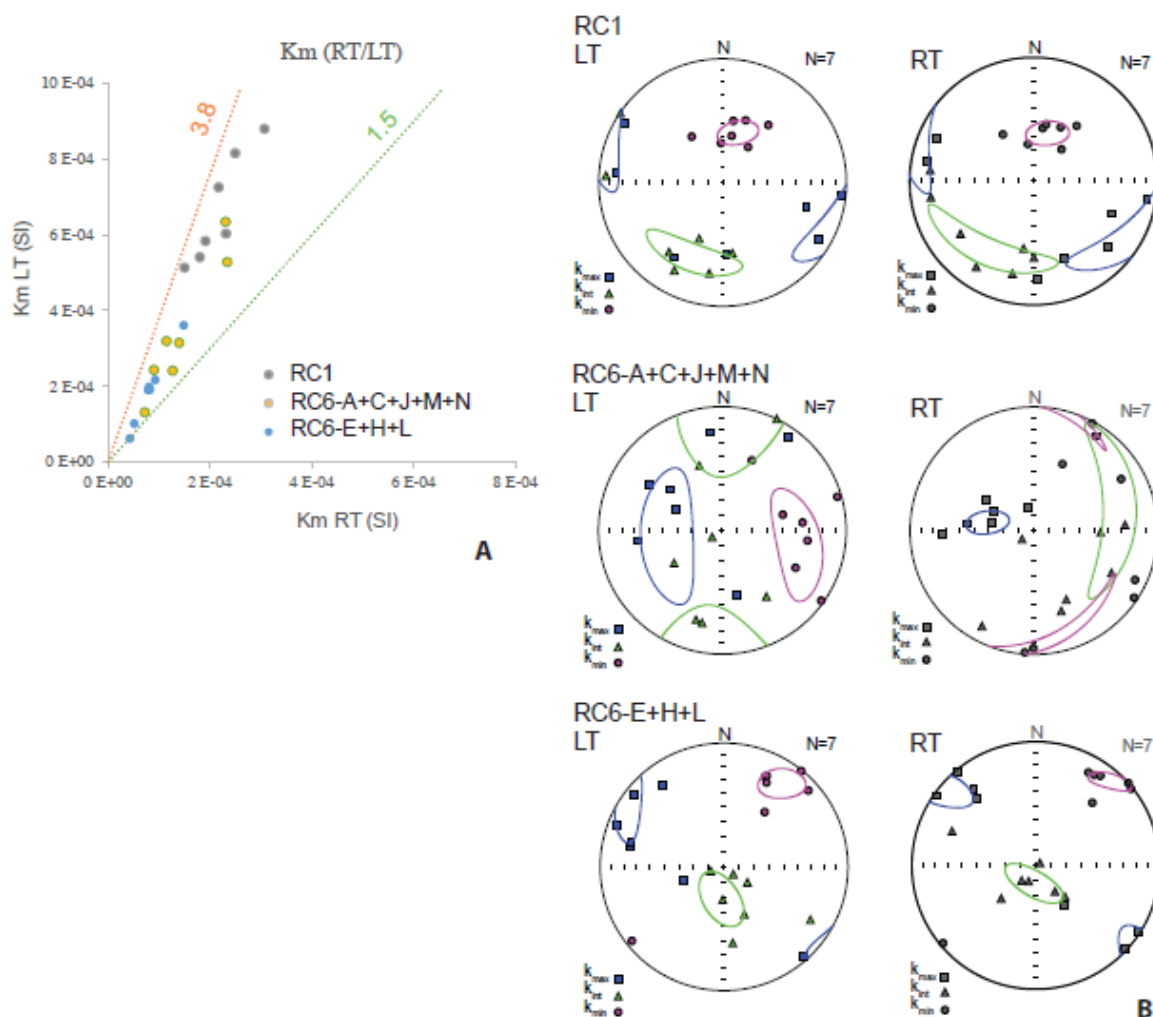 Km (RT/LT)
10 E-04
8 E-04
6 E-04
4 E-04
2 E-04
0 E+00
Km LT (SI)
3.8
1.5
RC1
RC6-A+C+J+M+N
RC6-E+H+L
0 E+00
2 E-04
4 E-04
6 E-04
8 E-04
Km RT (SI)
A
RC1
LT
N
N=7
kmax
kint
kmin
RT
N
N=7
kmax
kint
kmin
RC6-A+C+J+M+N
LT
N
N=7
kmax
kint
kmin
RT
N
N=7
kmax
kint
kmin
RC6-E+H+L
LT
N
N=7
kmax
kint
kmin
RT
N
N=7
kmax
kint
kmin
B